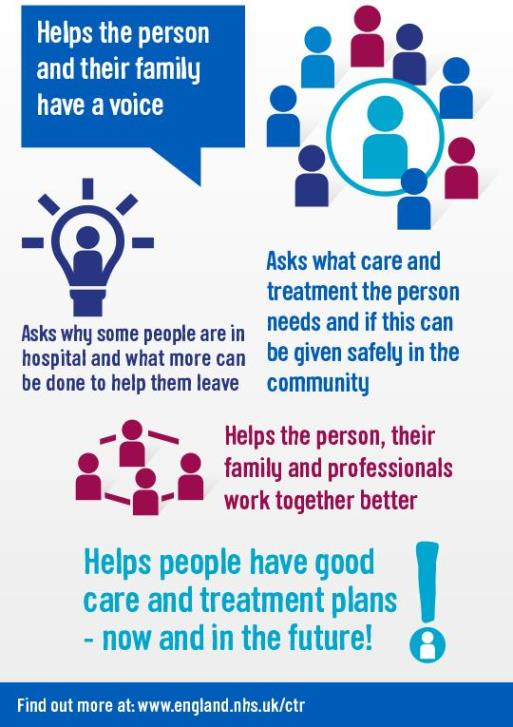 Helps the person
and their family
have a voice
Asks what care and
treatment the person
needs and if this can
be given safely in the
community
Asks why some people are in
hospital and what more can
be done to help them leave
Helps the person, their
family and professionals
work together better
Helps people have good
care and treatment plans
- now and in the future!
Find out more at: www.england.nhs.uk/ctr